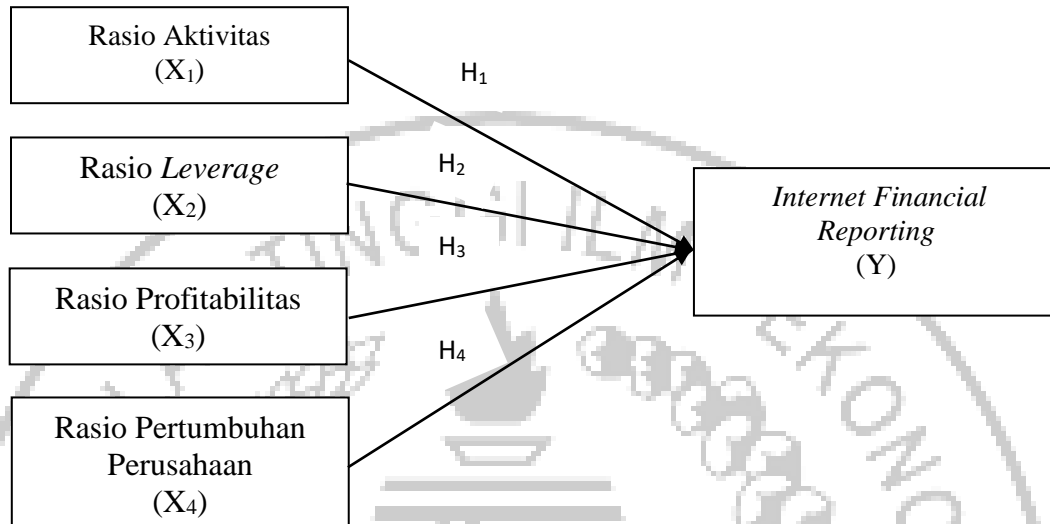 Rasio Aktivitas
(X₁)
H₁
Rasio Leverage
(X₂)
H₂
Rasio Profitabilitas
(X₃)
H₃
Rasio Pertumbuhan
Perusahaan
(X₄)
H₄
Internet Financial
Reporting
(Y)
EKONO